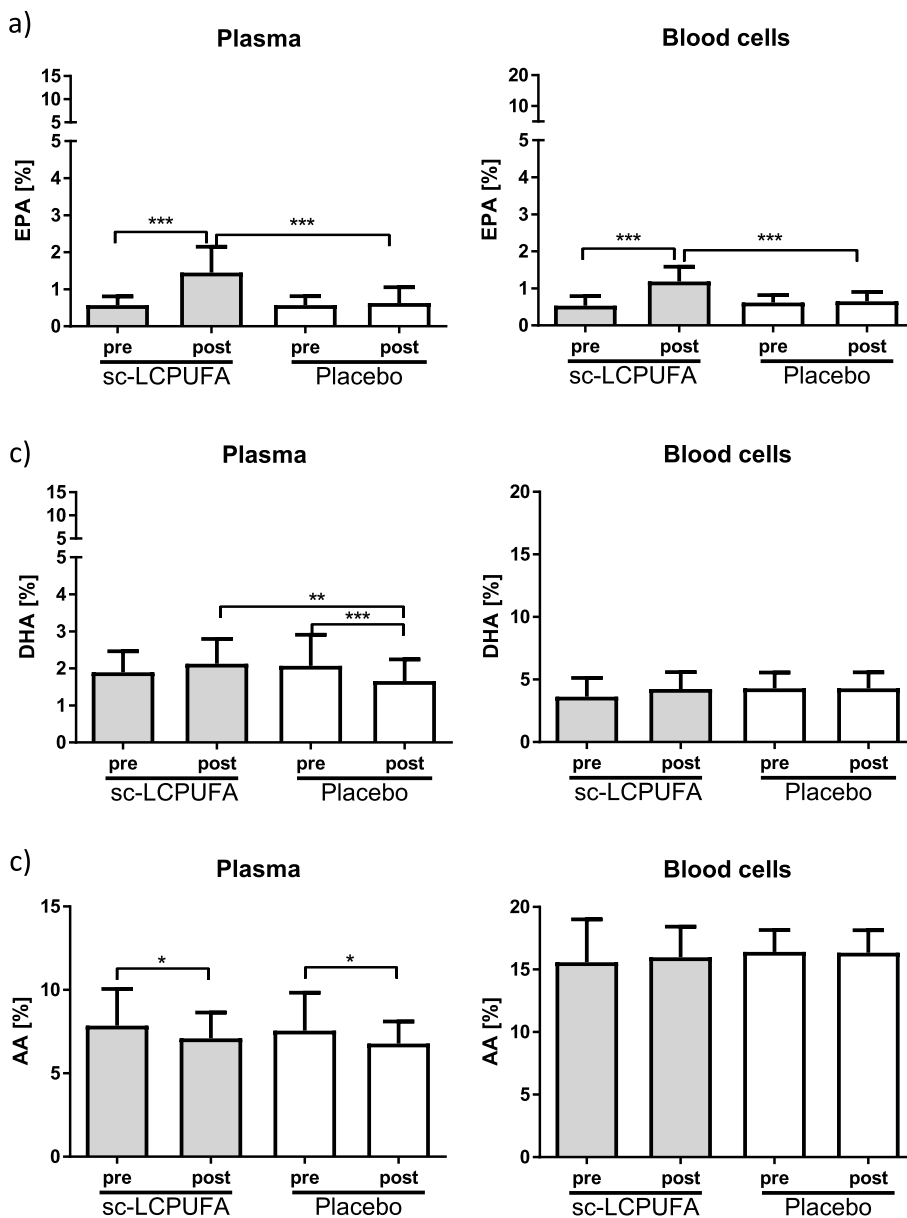 a)
Plasma
Blood cells
15
10
5
5
4
3
2
1
0
EPA [%]
***
***
pre
post
pre
post
sc-LCPUFA
Placebo
20
15
10
5
5
4
3
2
1
0
EPA [%]
***
***
pre
post
pre
post
sc-LCPUFA
Placebo
c)
Plasma
Blood cells
15
10
5
5
4
3
2
1
0
DHA [%]
**
***
pre
post
pre
post
sc-LCPUFA
Placebo
20
15
10
5
0
DHA [%]
pre
post
pre
post
sc-LCPUFA
Placebo
c)
Plasma
Blood cells
15
10
5
0
AA [%]
*
*
pre
post
pre
post
sc-LCPUFA
Placebo
20
15
10
5
0
AA [%]
pre
post
pre
post
sc-LCPUFA
Placebo